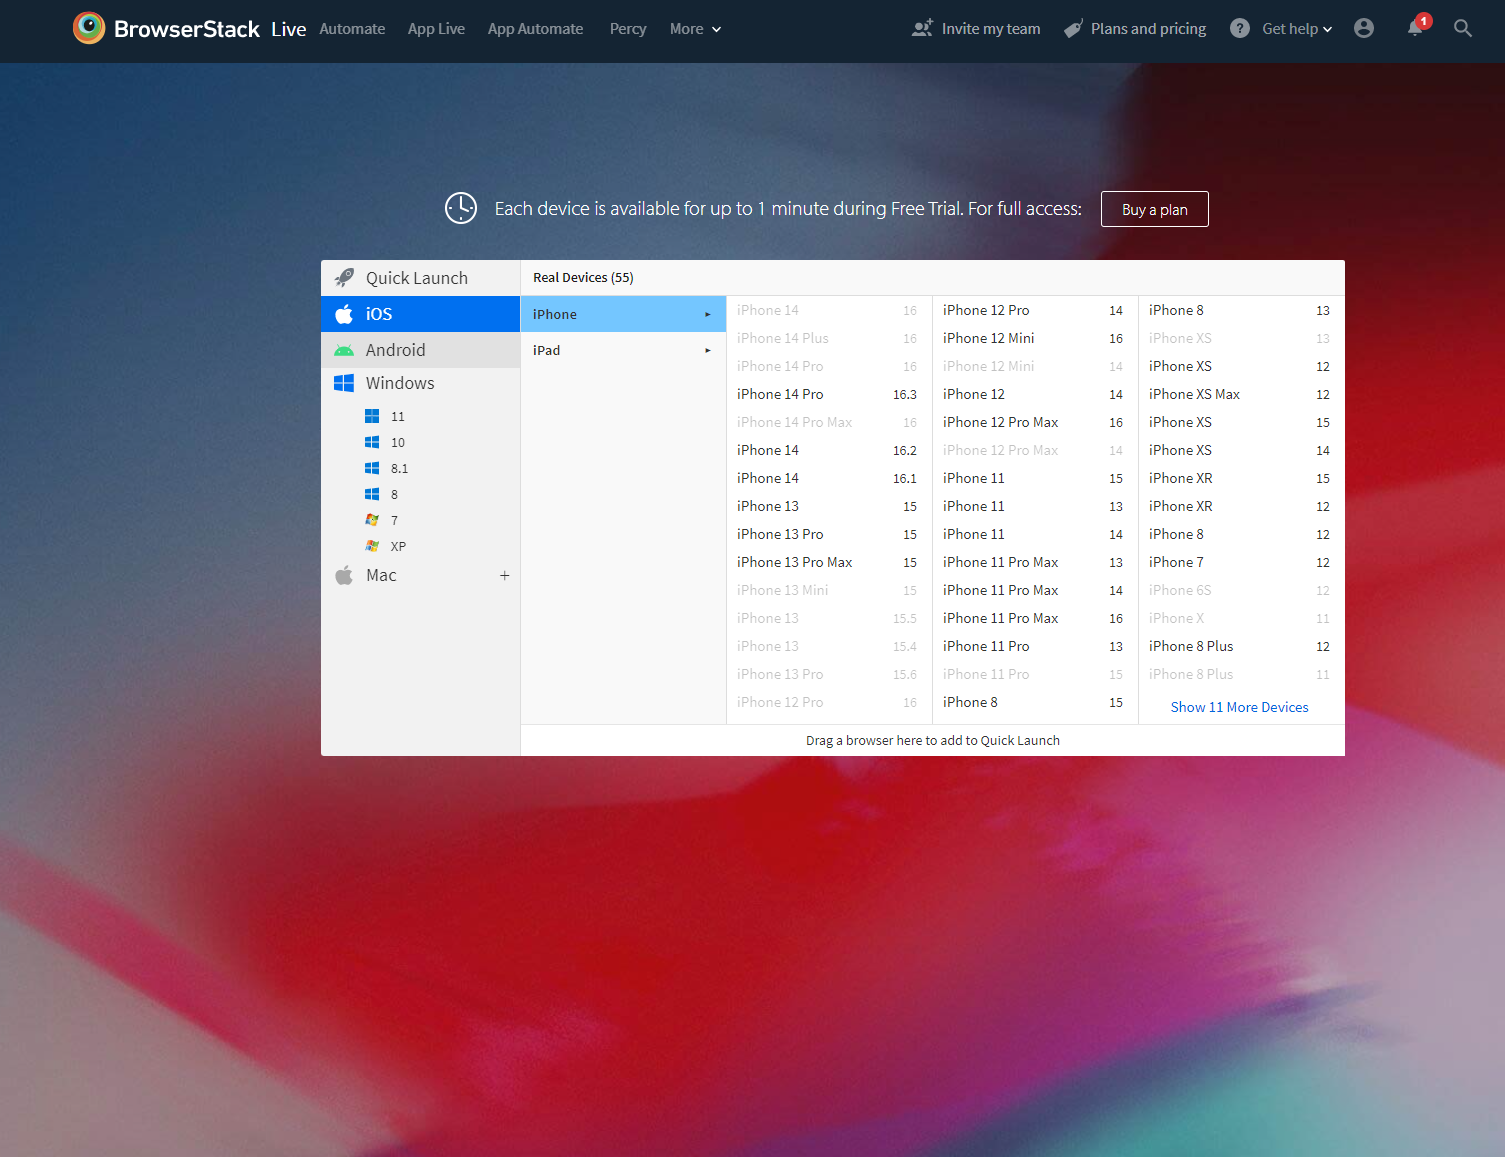 BrowserStack Live Automate App Live App Automate Percy More Invite my team Plans and pricing ? Get help 1
Each device is available for up to 1 minute during Free Trial. For full access: Buy a plan
Quick Launch
iOS
Android
Windows
11
10
8.1
8
7
XP
Mac +
Real Devices (55)
iPhone
iPad
iPhone 14 16
iPhone 14 Plus 16
iPhone 14 Pro 16
iPhone 14 Pro 16.3
iPhone 14 Pro Max 16
iPhone 14 16.2
iPhone 14 16.1
iPhone 13 15
iPhone 13 Pro 15
iPhone 13 Pro Max 15
iPhone 13 Mini 15
iPhone 13 15.5
iPhone 13 15.4
iPhone 13 Pro 15.6
iPhone 12 Pro 16
iPhone 12 Pro 14
iPhone 12 Mini 16
iPhone 12 Mini 14
iPhone 12 14
iPhone 12 Pro Max 16
iPhone 12 Pro Max 14
iPhone 11 15
iPhone 11 13
iPhone 11 14
iPhone 11 Pro Max 13
iPhone 11 Pro Max 14
iPhone 11 Pro Max 16
iPhone 11 Pro 13
iPhone 11 Pro 15
iPhone 8 15
iPhone 8 13
iPhone XS 13
iPhone XS 12
iPhone XS Max 12
iPhone XS 15
iPhone XS 14
iPhone XR 15
iPhone XR 12
iPhone 8 12
iPhone 7 12
iPhone 6S 12
iPhone X 11
iPhone 8 Plus 12
iPhone 8 Plus 11
Show 11 More Devices
Drag a browser here to add to Quick Launch